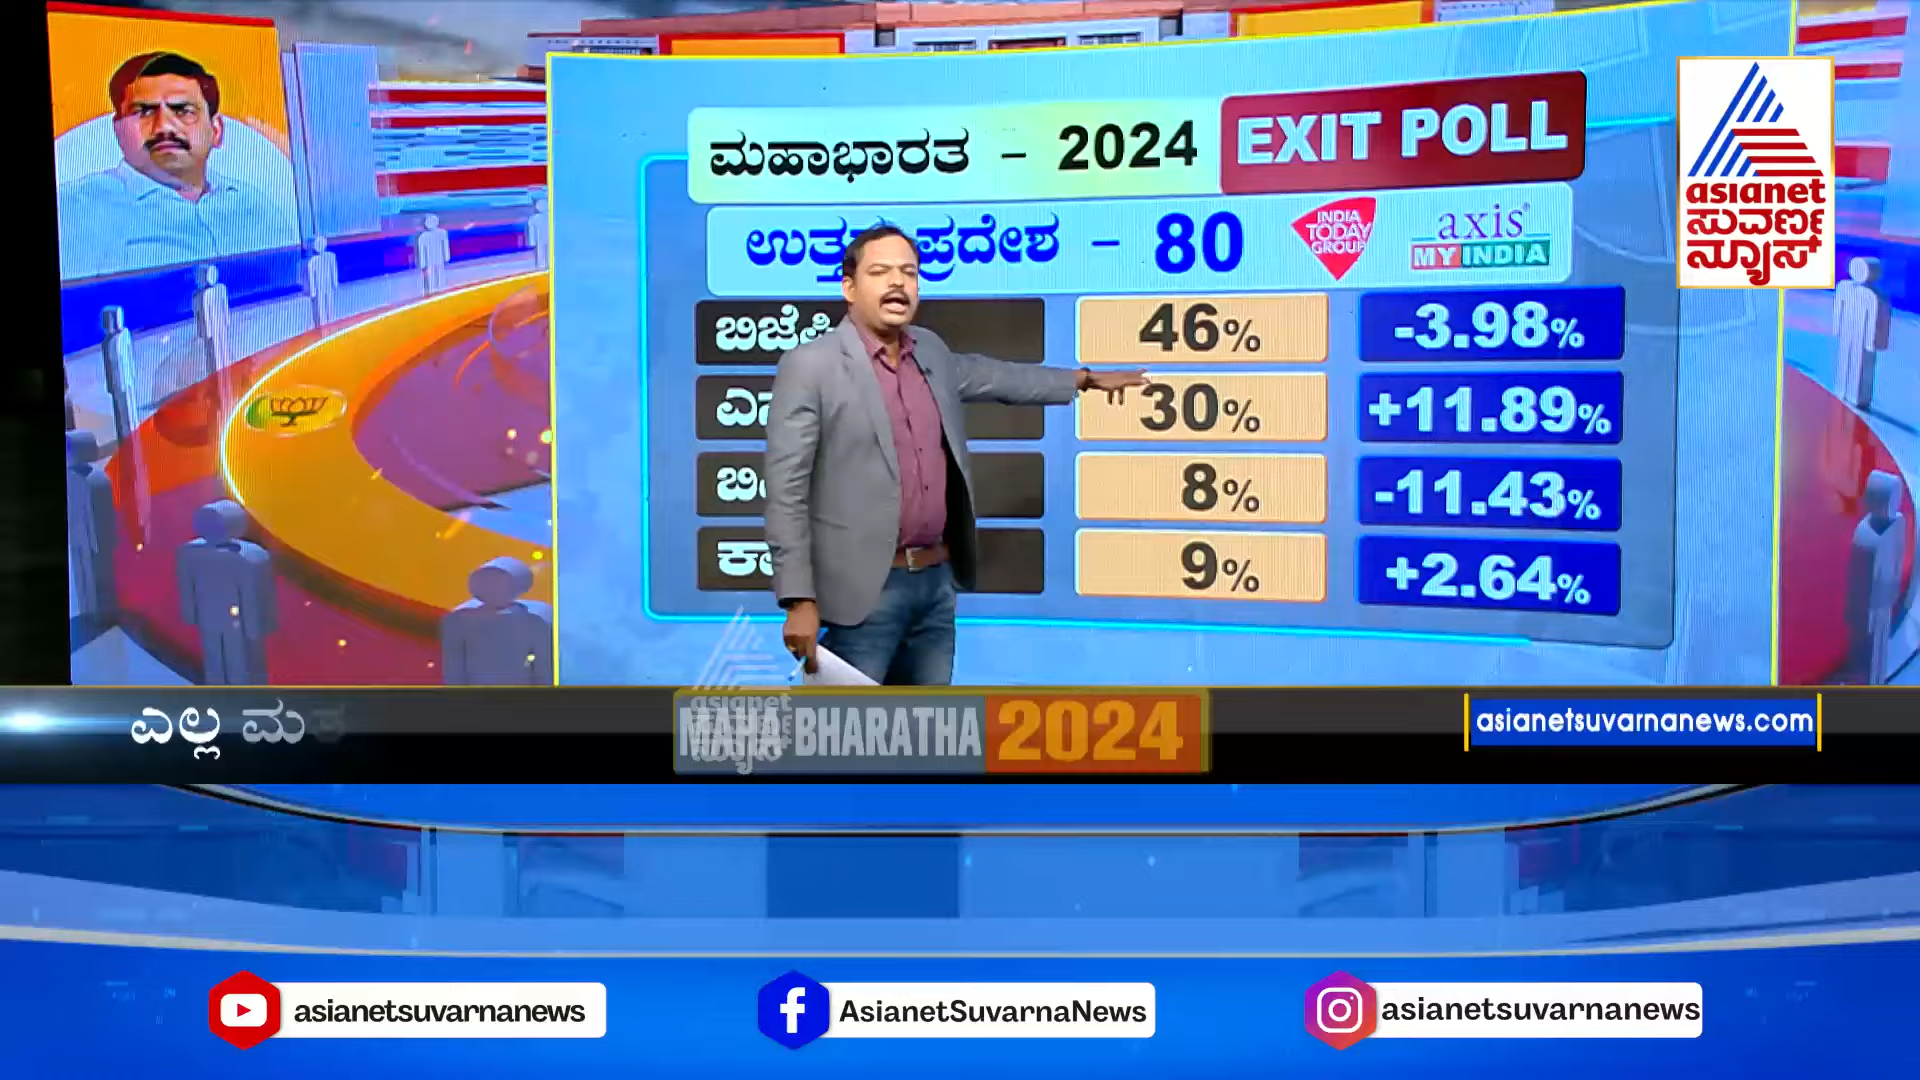 ಮಹಾಭಾರತ - 2024 EXIT POLL
ಉತ್ತರ ಪ್ರದೇಶ - 80 INDIA TODAY GROUP axis MY INDIA
ಬಿಜೆಪಿ 46% -3.98%
30% +11.89%
8% -11.43%
9% +2.64%
asianet
ಸುವರ್ಣ
ನ್ಯೂಸ್
ಎಲ್ಲ
MAHA BHARATHA 2024
asianetsuvarnanews.com
asianetsuvarnanews
AsianetSuvarnaNews
asianetsuvarnanews